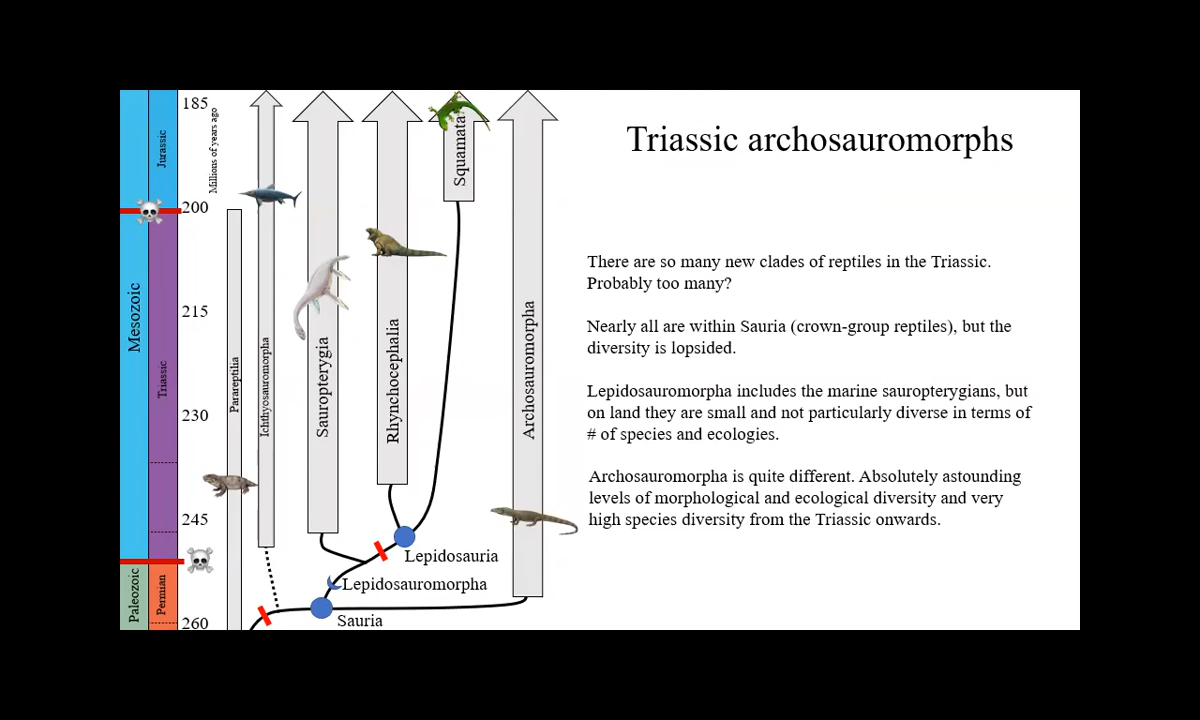 Triassic archosauromorphs
There are so many new clades of reptiles in the Triassic.
Probably too many?
Nearly all are within Sauria (crown-group reptiles), but the
diversity is lopsided.
Lepidosauromorpha includes the marine sauropterygians, but
on land they are small and not particularly diverse in terms of
# of species and ecologies.
Archosauromorpha is quite different. Absolutely astounding
levels of morphological and ecological diversity and very
high species diversity from the Triassic onwards.
185
200
215
230
245
260
Millions of years ago
Jurassic
Mesozoic
Triassic
Paleozoic
Permian
Parareptilia
Ichthyosauromorpha
Sauropterygia
Rhynchocephalia
Squamata
Archosauromorpha
Lepidosauria
Lepidosauromorpha
Sauria